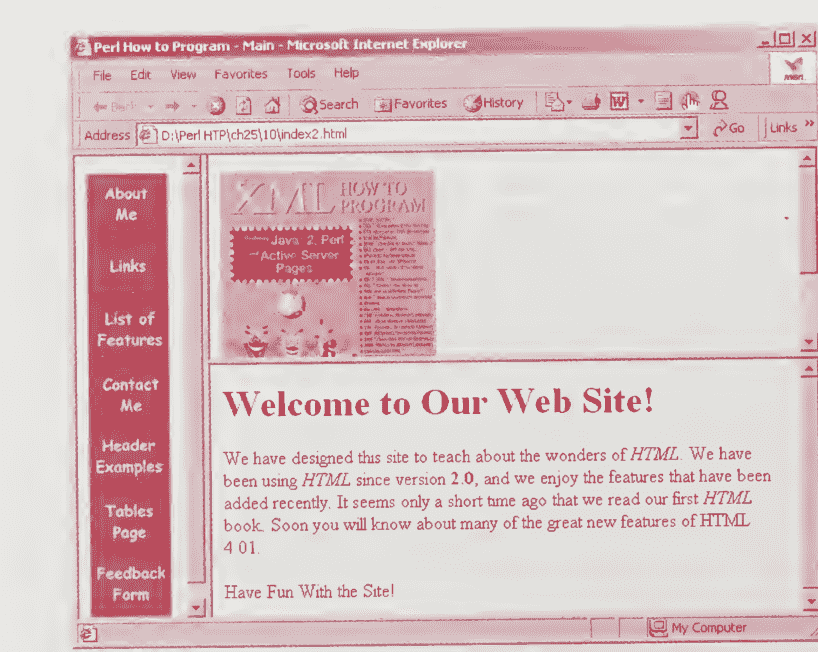 Perl How to Program - Main - Microsoft Internet Explorer
File Edit View Favorites Tools Help
Back Search Favorites History
Address D:\Perl HTP\ch25\10\index2.html Go Links »
About
Me
Links
List of
Features
Contact
Me
Header
Examples
Tables
Page
Feedback
Form
XML HOW TO
PROGRAM
Java 2, Perl
Active Server
Pages
Welcome to Our Web Site!
We have designed this site to teach about the wonders of HTML. We have
been using HTML since version 2.0, and we enjoy the features that have been
added recently. It seems only a short time ago that we read our first HTML
book. Soon you will know about many of the great new features of HTML
4 01.
Have Fun With the Site!
My Computer